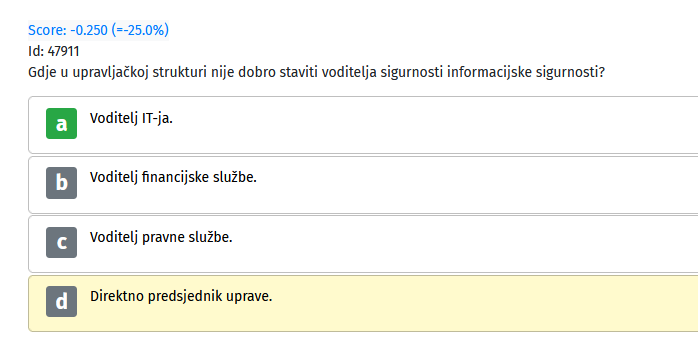 Score: -0.250 (=-25.0%)
Id: 47911
Gdje u upravljačkoj strukturi nije dobro staviti voditelja sigurnosti informacijske sigurnosti?
a Voditelj IT-ja.
b Voditelj financijske službe.
c Voditelj pravne službe.
d Direktno predsjednik uprave.